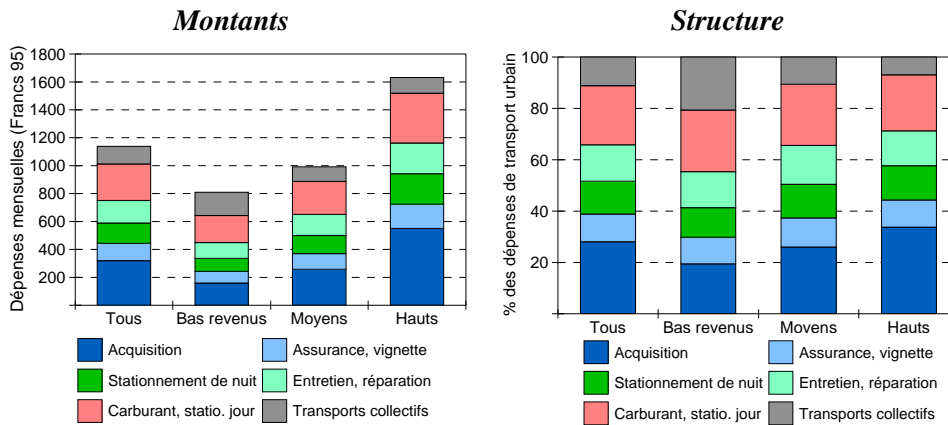 Montants
Dépenses mensuelles (Francs 95)
1800
1600
1400
1200
1000
800
600
400
200
Tous Bas revenus Moyens Hauts
Acquisition Assurance, vignette
Stationnement de nuit Entretien, réparation
Carburant, statio. jour Transports collectifs
Structure
% des dépenses de transport urbain
100
80
60
40
20
Tous Bas revenus Movens Hauts
Acquisition Assurance, vignette
Stationnement de nuit Entretien, réparation
Carburant, statio. jour Transports collectifs